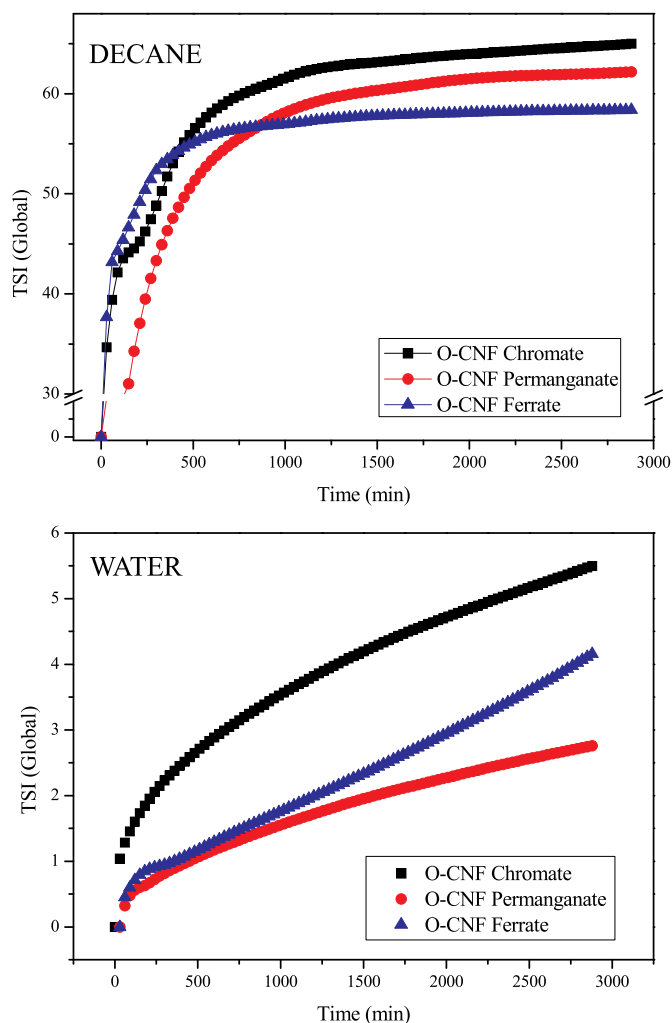 DECANE
TSI (Global)
60
50
40
30
0
O-CNF Chromate
O-CNF Permanganate
O-CNF Ferrate
0 500 1000 1500 2000 2500 3000
Time (min)
WATER
TSI (Global)
6
5
4
3
2
1
0
O-CNF Chromate
O-CNF Permanganate
O-CNF Ferrate
0 500 1000 1500 2000 2500 3000
Time (min)